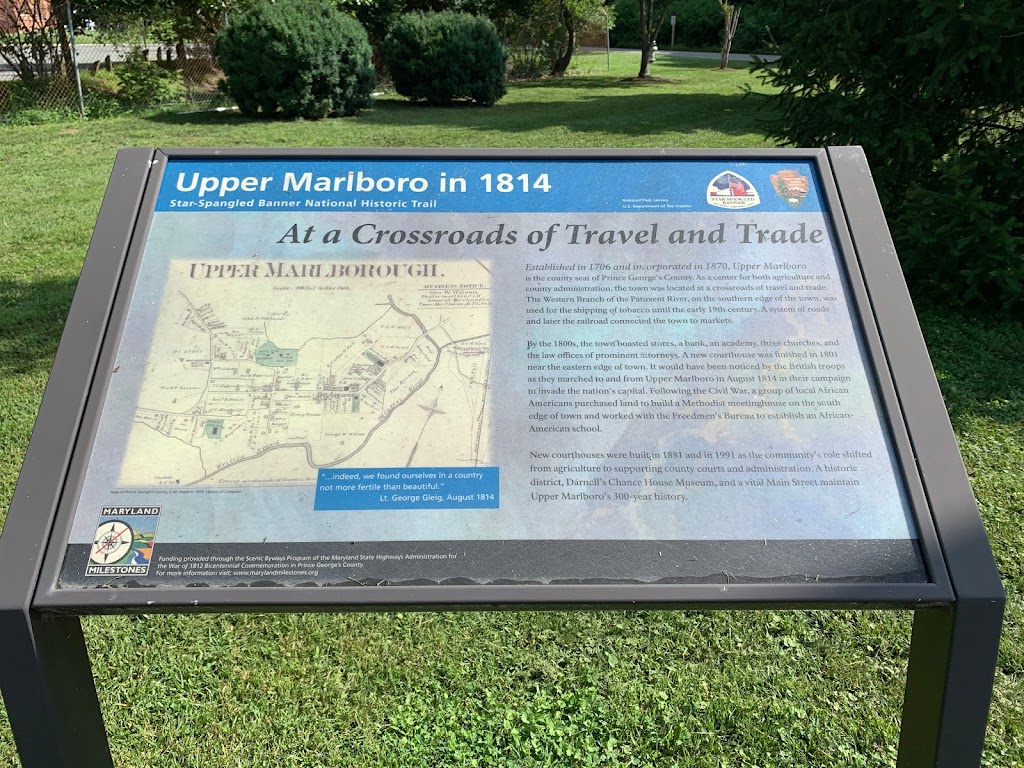 Upper Marlboro in 1814
Star-Spangled Banner National Historic Trail
National Park Service
U.S. Department of the Interior
STAR-SPANGLED
BANNER
At a Crossroads of Travel and Trade
UPPER MARLBOROUGH.
BUSINESS NOTICE.
Established in 1706 and incorporated in 1870, Upper Marlboro
is the county seat of Prince George's County. As a center for both agriculture and
county administration, the town was located at a crossroads of travel and trade.
The Western Branch of the Patuxent River, on the southern edge of the town, was
used for the shipping of tobacco until the early 19th century. A system of roads
and later the railroad connected the town to markets.
By the 1800s, the town boasted stores, a bank, an academy, three churches, and
the law offices of prominent attorneys. A new courthouse was finished in 1801
near the eastern edge of town. It would have been noticed by the British troops
as they marched to and from Upper Marlboro in August 1814 in their campaign
to invade the nation's capital. Following the Civil War, a group of local African
Americans purchased land to build a Methodist meetinghouse on the south
edge of town and worked with the Freedmen's Bureau to establish an African-
American school.
New courthouses were built in 1881 and in 1991 as the community's role shifted
from agriculture to supporting county courts and administration. A historic
district, Darnall's Chance House Museum, and a vital Main Street maintain
Upper Marlboro's 300-year history.
"...indeed, we found ourselves in a country
not more fertile than beautiful."
Lt. George Gleig, August 1814
Map of Prince George's County, G.M. Hopkins 1878. Library of Congress
MARYLAND
MILESTONES
Funding provided through the Scenic Byways Program of the Maryland State Highways Administration for
the War of 1812 Bicentennial Commemoration in Prince George's County.
For more information visit: www.marylandmilestones.org